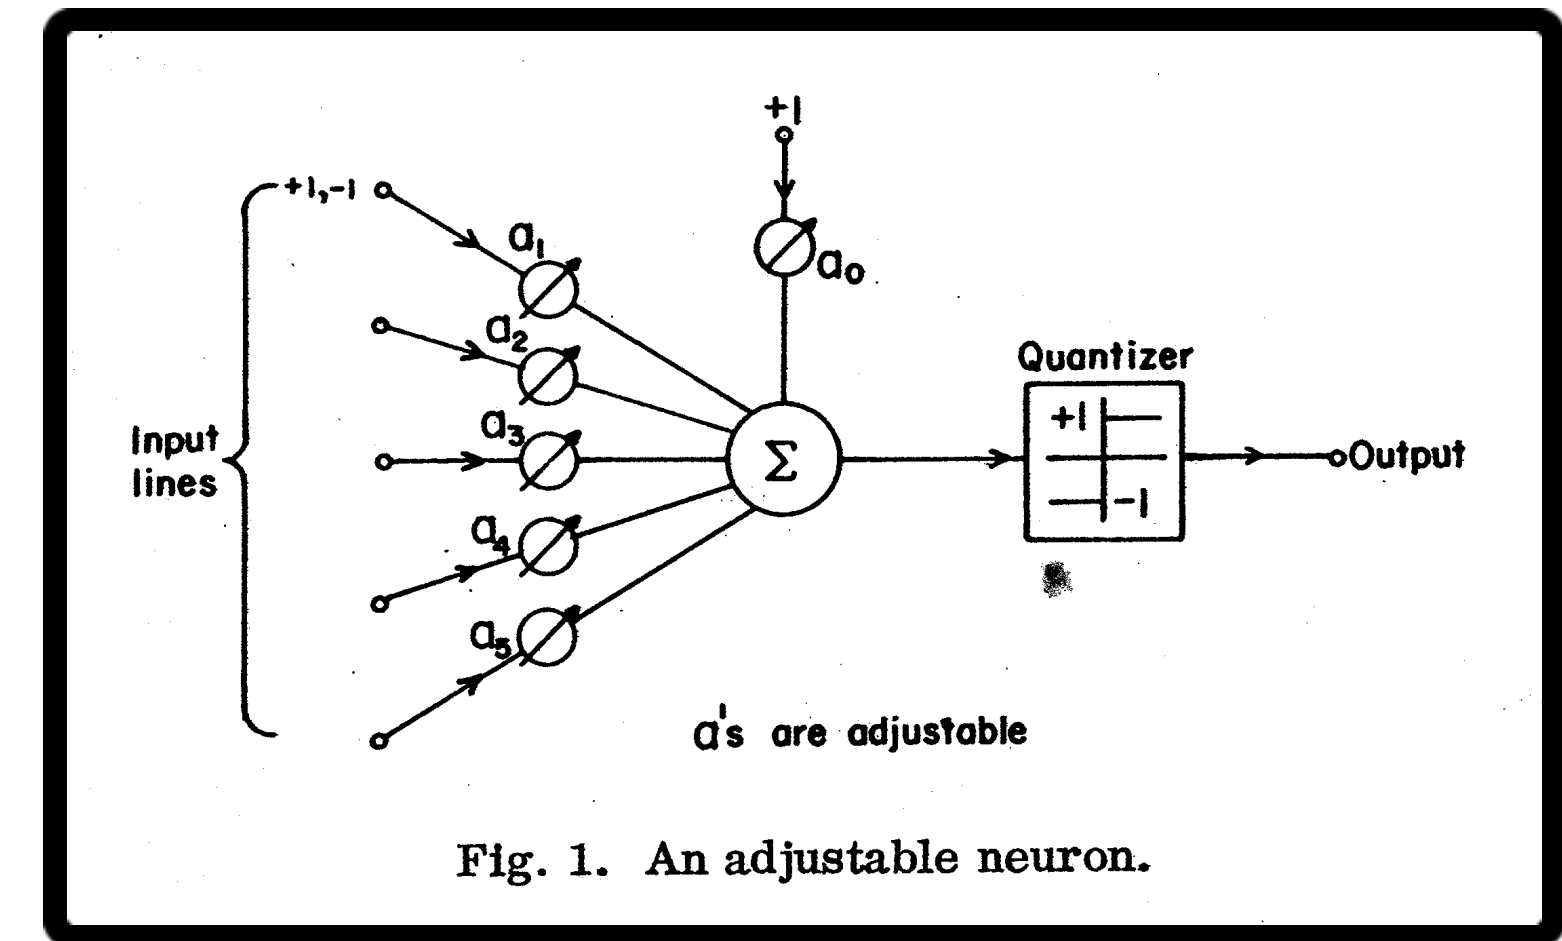 +1
+1,-1
a1
a0
a2
Quantizer
+1
a3
Input
lines
Σ
Output
-1
a4
a5
a's are adjustable
Fig. 1. An adjustable neuron.